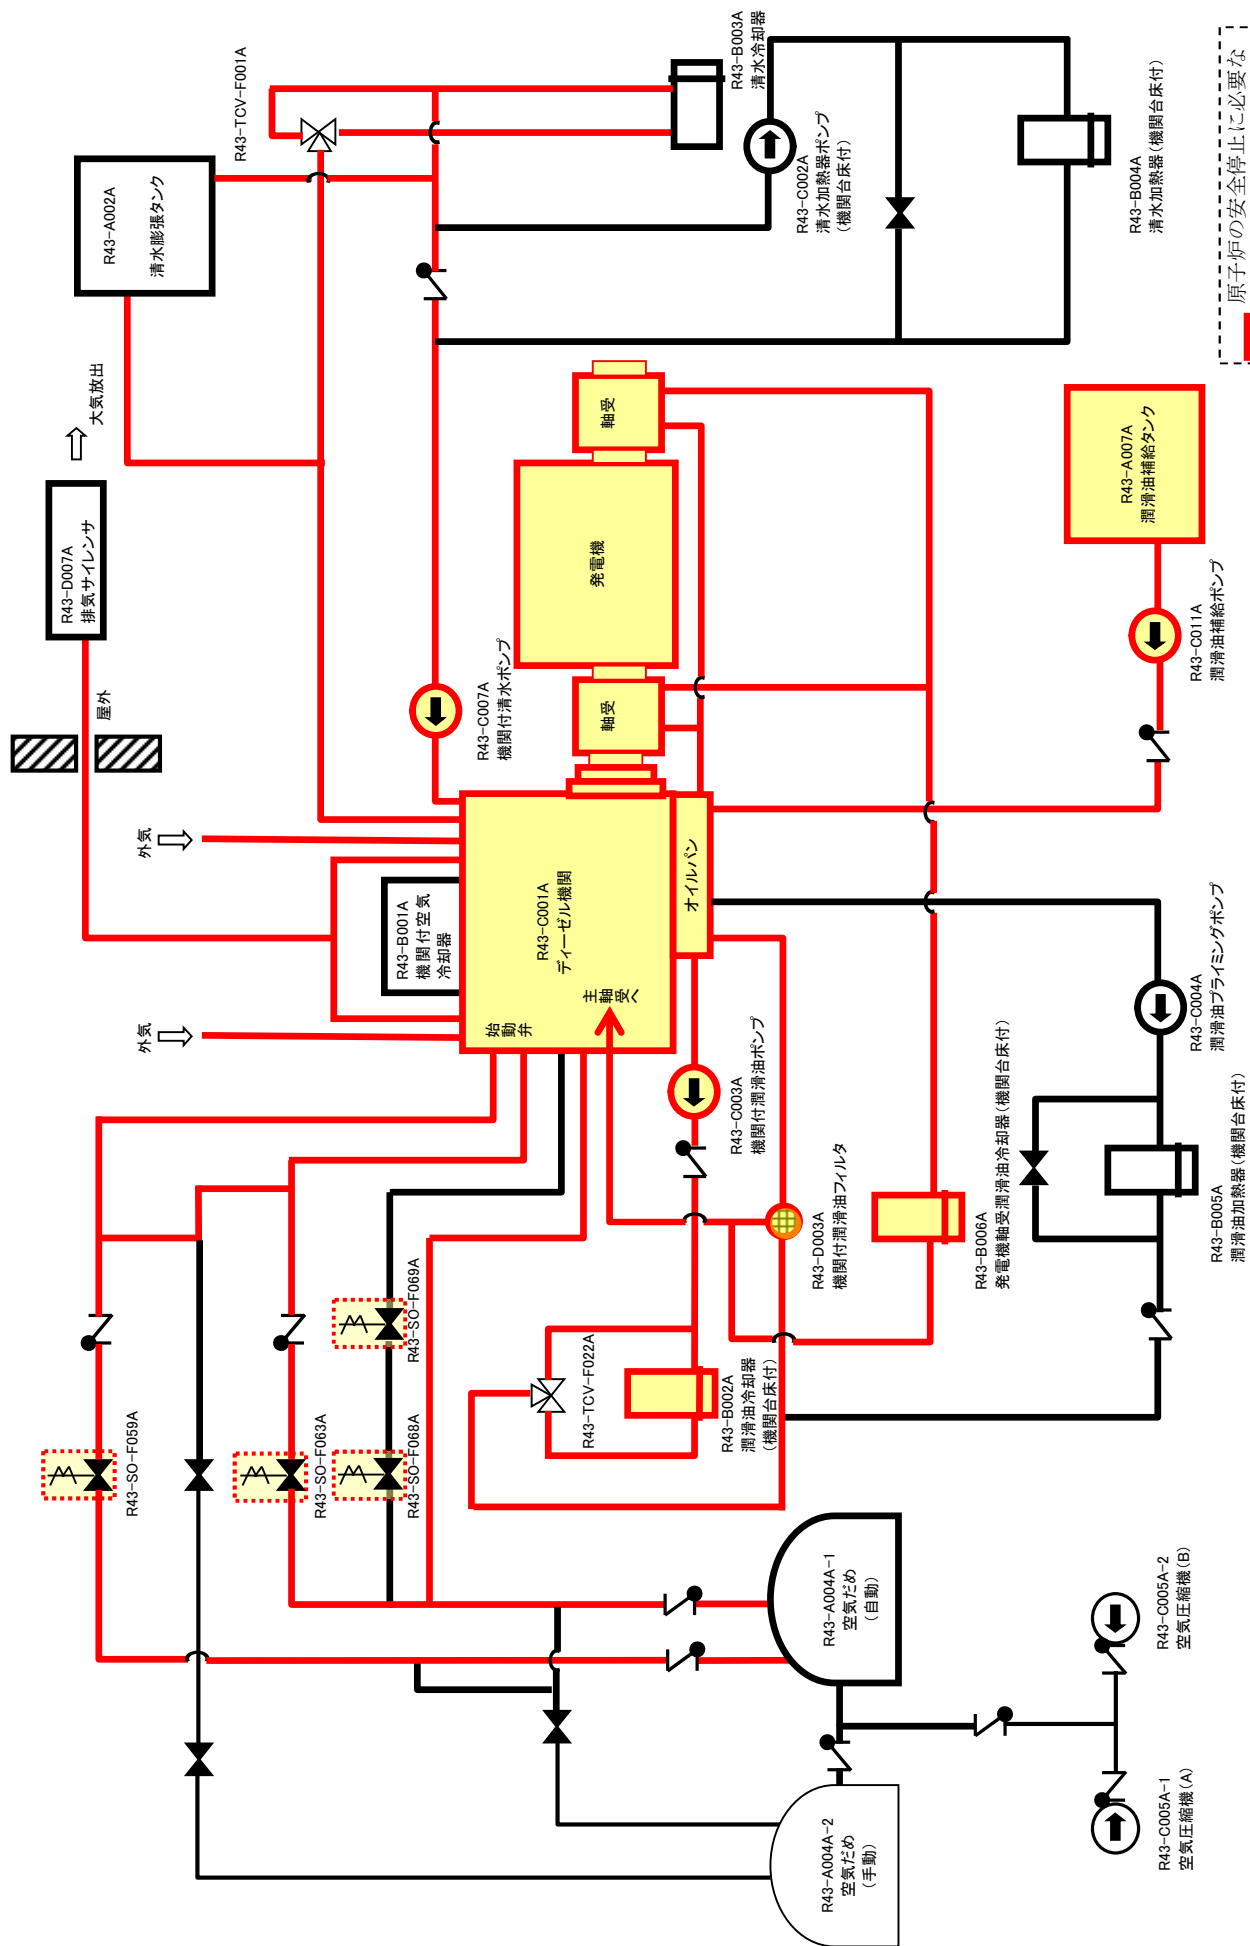 R43-A004A-2
空気だめ
（手動）
R43-A004A-1
空気だめ
（自動）
R43-C005A-1
空気圧縮機(A)
R43-C005A-2
空気圧縮機(B)
R43-SO-F059A
R43-SO-F063A
R43-SO-F068A
R43-SO-F069A
R43-TCV-F022A
R43-B002A
潤滑油冷却器
(機関台床付)
R43-D003A
機関付潤滑油フィルタ
R43-C003A
機関付潤滑油ポンプ
R43-B006A
発電機軸受潤滑油冷却器(機関台床付)
R43-B005A
潤滑油加熱器(機関台床付)
R43-C004A
潤滑油プライミングポンプ
外気
外気
始動弁
主軸受へ
R43-C001A
ディーゼル機関
オイルパン
R43-B001A
機関付空気
冷却器
屋外
R43-D007A
排気サイレンサ
大気放出
R43-C007A
機関付清水ポンプ
軸受
発電機
軸受
R43-C011A
潤滑油補給ポンプ
R43-A007A
潤滑油補給タンク
R43-A002A
清水膨張タンク
R43-TCV-F001A
R43-B003A
清水冷却器
R43-C002A
清水加熱器ポンプ
(機関台床付)
R43-B004A
清水加熱器(機関台床付)
原子炉の安全停止に必要な